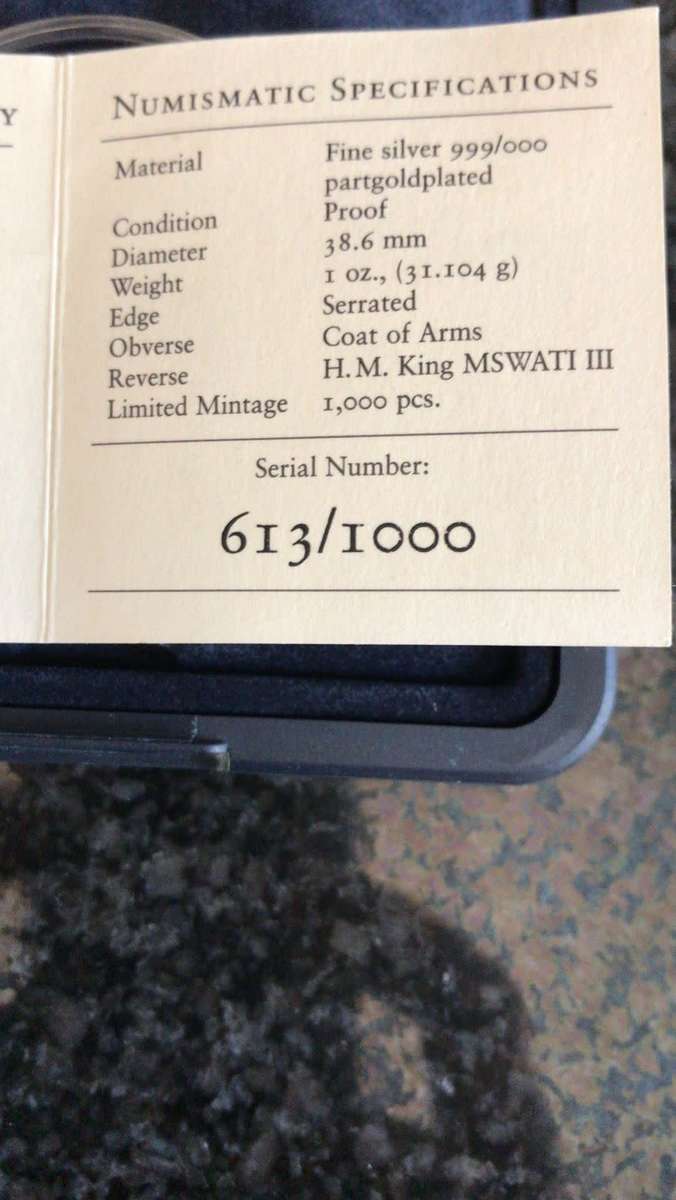 Y
NUMISMATIC SPECIFICATIONS
Material Fine silver 999/000
partgoldplated
Condition Proof
Diameter 38.6 mm
Weight 1 oz., (31.104 g)
Edge Serrated
Obverse Coat of Arms
Reverse H.M. King MSWATI III
Limited Mintage 1,000 pcs.
Serial Number:
613/1000